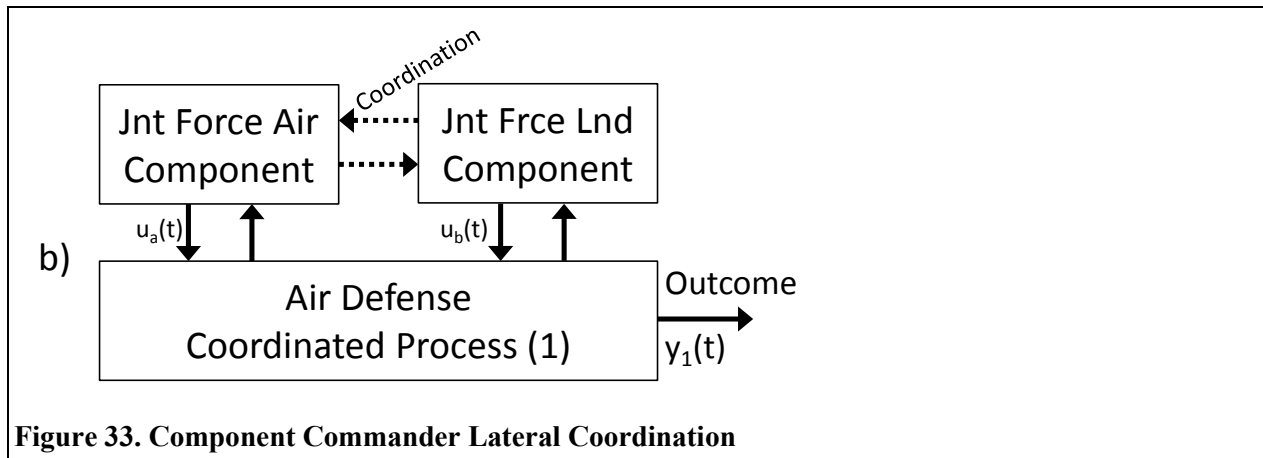 Coordination
Jnt Force Air
Component
Jnt Frce Lnd
Component
uₐ(t)
u_b(t)
b)
Air Defense
Coordinated Process (1)
Outcome
y₁(t)
Figure 33. Component Commander Lateral Coordination